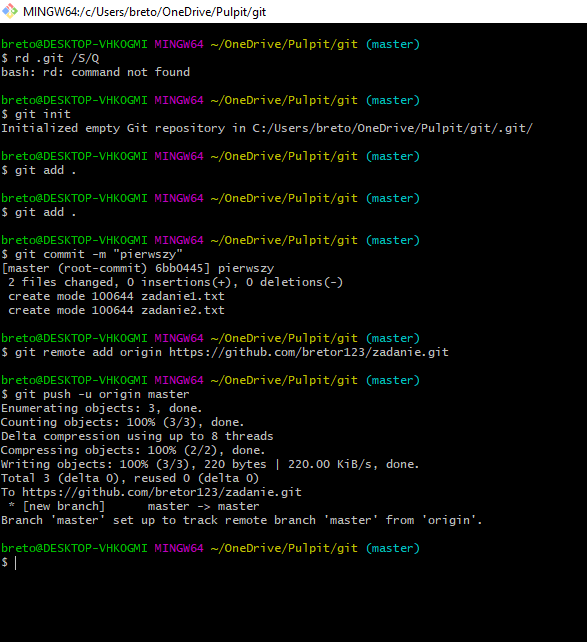 MINGW64:/c/Users/breto/OneDrive/Pulpit/git
breto@DESKTOP-VHKOGMI MINGW64 ~/OneDrive/Pulpit/git (master)
$ rd .git /S/Q
bash: rd: command not found
breto@DESKTOP-VHKOGMI MINGW64 ~/OneDrive/Pulpit/git (master)
$ git init
Initialized empty Git repository in C:/Users/breto/OneDrive/Pulpit/git/.git/
breto@DESKTOP-VHKOGMI MINGW64 ~/OneDrive/Pulpit/git (master)
$ git add .
breto@DESKTOP-VHKOGMI MINGW64 ~/OneDrive/Pulpit/git (master)
$ git add .
breto@DESKTOP-VHKOGMI MINGW64 ~/OneDrive/Pulpit/git (master)
$ git commit -m "pierwszy"
[master (root-commit) 6bb0445] pierwszy
 2 files changed, 0 insertions(+), 0 deletions(-)
 create mode 100644 zadanie1.txt
 create mode 100644 zadanie2.txt
breto@DESKTOP-VHKOGMI MINGW64 ~/OneDrive/Pulpit/git (master)
$ git remote add origin https://github.com/bretor123/zadanie.git
breto@DESKTOP-VHKOGMI MINGW64 ~/OneDrive/Pulpit/git (master)
$ git push -u origin master
Enumerating objects: 3, done.
Counting objects: 100% (3/3), done.
Delta compression using up to 8 threads
Compressing objects: 100% (2/2), done.
Writing objects: 100% (3/3), 220 bytes | 220.00 KiB/s, done.
Total 3 (delta 0), reused 0 (delta 0)
To https://github.com/bretor123/zadanie.git
 * [new branch]      master -> master
Branch 'master' set up to track remote branch 'master' from 'origin'.
breto@DESKTOP-VHKOGMI MINGW64 ~/OneDrive/Pulpit/git (master)
$